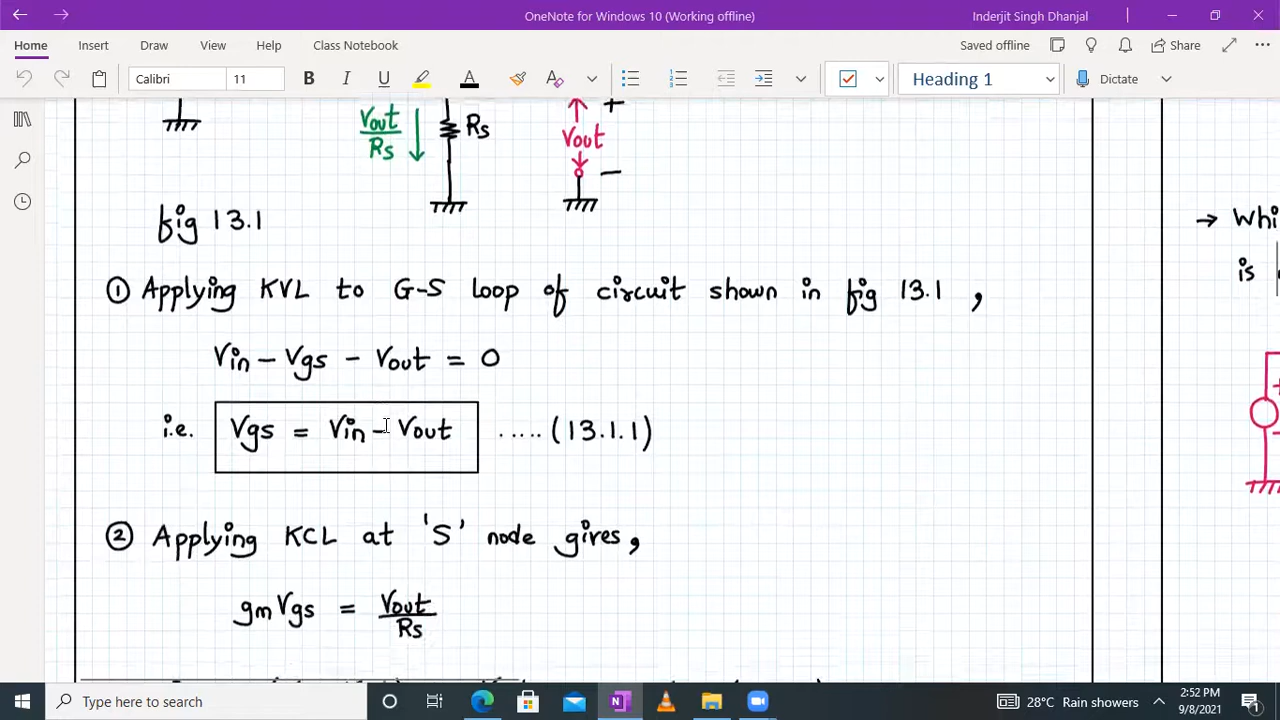 OneNote for Windows 10 (Working offline)
Inderjit Singh Dhanjal
Home Insert Draw View Help Class Notebook
Saved offline
Share
Calibri
11
B I U A
Heading 1
Dictate
Vout/Rs
Rs
+
Vout
−
fig 13.1
① Applying KVL to G-S loop of circuit shown in fig 13.1 ,
Vin − Vgs − Vout = 0
i.e. Vgs = Vin − Vout ..... (13.1.1)
② Applying KCL at 'S' node gives,
gmVgs = Vout/Rs
→ Whi
is
+
Type here to search
28°C Rain showers
2:52 PM
9/8/2021
1